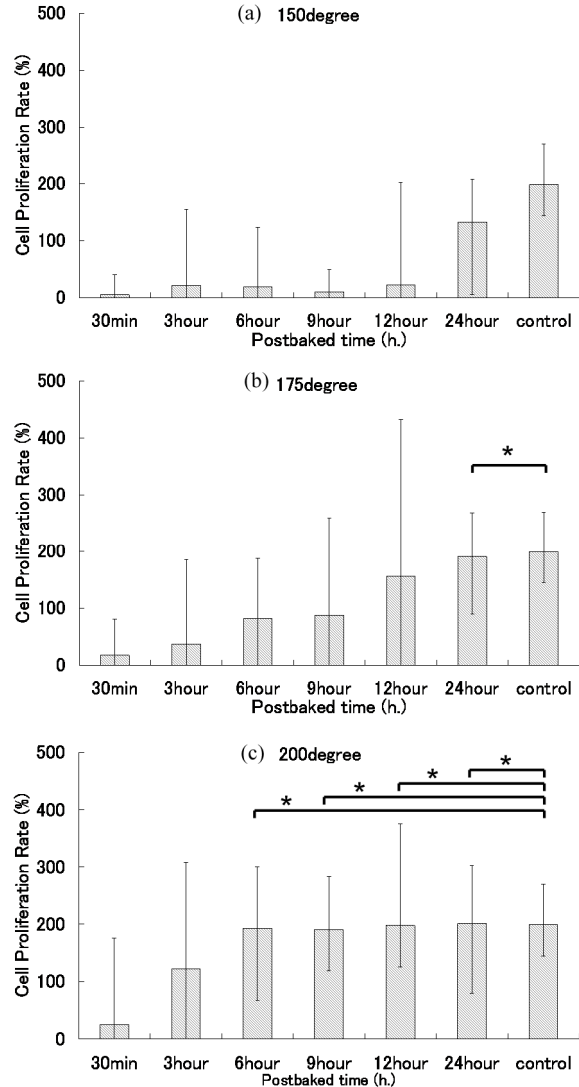 (a) 150degree
Cell Proliferation Rate (%)
500
400
300
200
100
0
30min 3hour 6hour 9hour 12hour 24hour control
Postbaked time (h.)
(b) 175degree
Cell Proliferation Rate (%)
500
400
300
200
100
0
*
30min 3hour 6hour 9hour 12hour 24hour control
Postbaked time (h.)
(c) 200degree
Cell Proliferation Rate (%)
500
400
300
200
100
0
*
*
*
*
30min 3hour 6hour 9hour 12hour 24hour control
Postbaked time (h.)